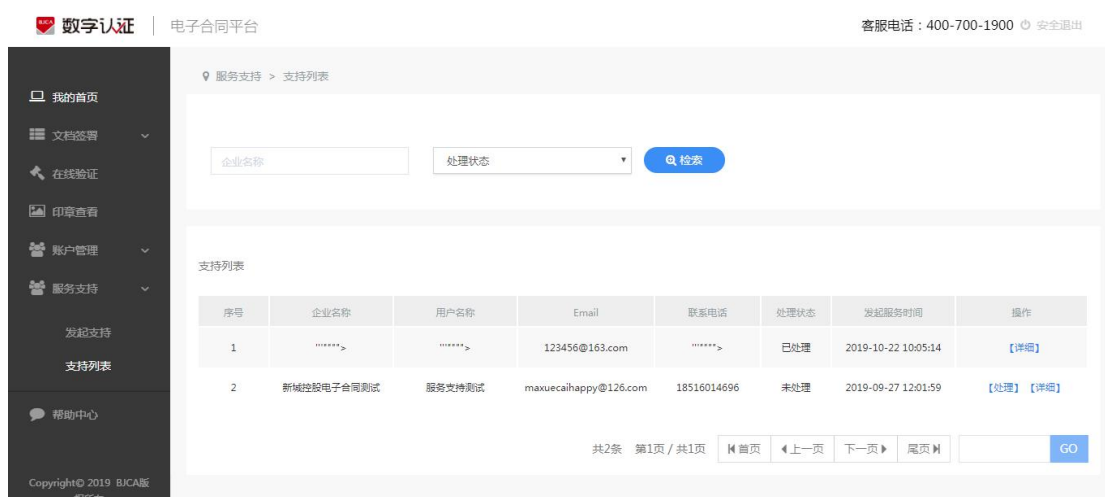 BJCA 数字认证 电子合同平台 客服电话：400-700-1900 安全退出
服务支持 > 支持列表
我的首页
文档签署
在线验证
印章查看
账户管理
服务支持
发起支持
支持列表
帮助中心
Copyright© 2019 BJCA版
企业名称 处理状态 检索
支持列表
序号 企业名称 用户名称 Email 联系电话 处理状态 发起服务时间 操作
1 '''"""'> '''"""'> 123456@163.com '''"""'> 已处理 2019-10-22 10:05:14 【详细】
2 新城控股电子合同测试 服务支持测试 maxuecaihappy@126.com 18516014696 未处理 2019-09-27 12:01:59 【处理】 【详细】
共2条 第1页 / 共1页 首页 上一页 下一页 尾页 GO